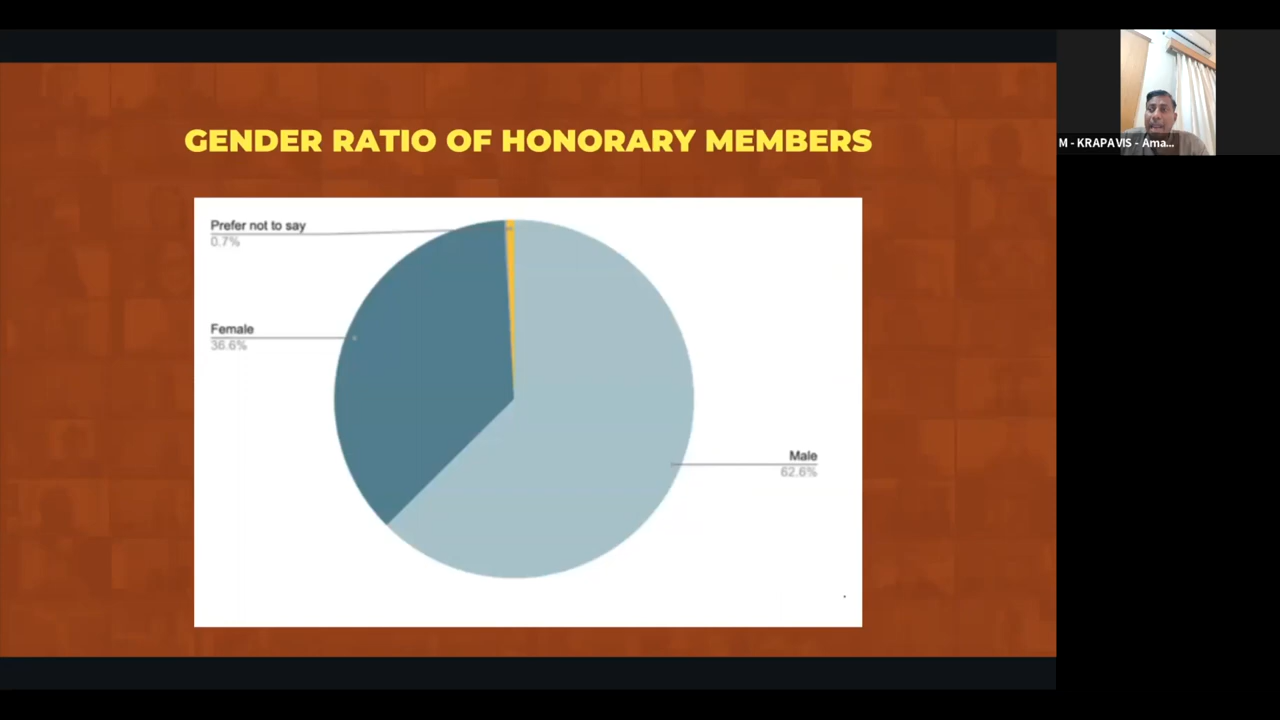 GENDER RATIO OF HONORARY MEMBERS
Prefer not to say
0.7%
Female
36.6%
Male
62.6%
M - KRAPAVIS - Ama...